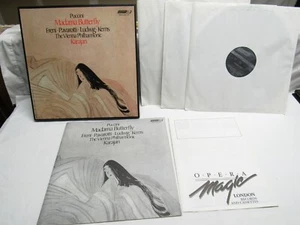 Puccini
Madama Butterfly
Freni · Pavarotti · Ludwig · Kerns
The Vienna Philharmonic
Karajan
Puccini
Madama Butterfly
Freni · Pavarotti · Ludwig · Kerns
The Vienna Philharmonic
Karajan
OPERA
Magic
LONDON